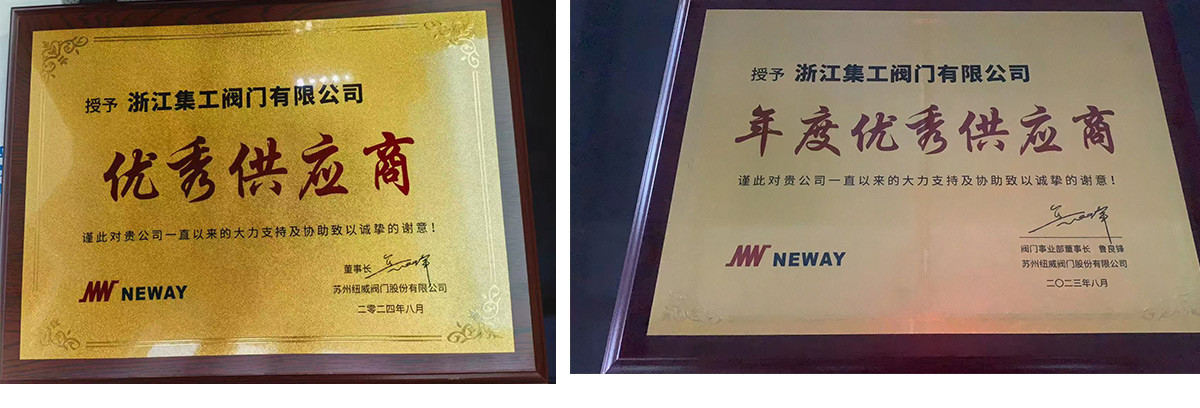 授予 浙江集工阀门有限公司
优秀供应商
谨此对贵公司一直以来的大力支持及协助致以诚挚的谢意！
董事长
苏州纽威阀门股份有限公司
二零二四年八月
NEWAY
授予 浙江集工阀门有限公司
年度优秀供应商
谨此对贵公司一直以来的大力支持及协助致以诚挚的谢意！
阀门事业部董事长 鲁良锋
苏州纽威阀门股份有限公司
二〇二三年八月
NEWAY